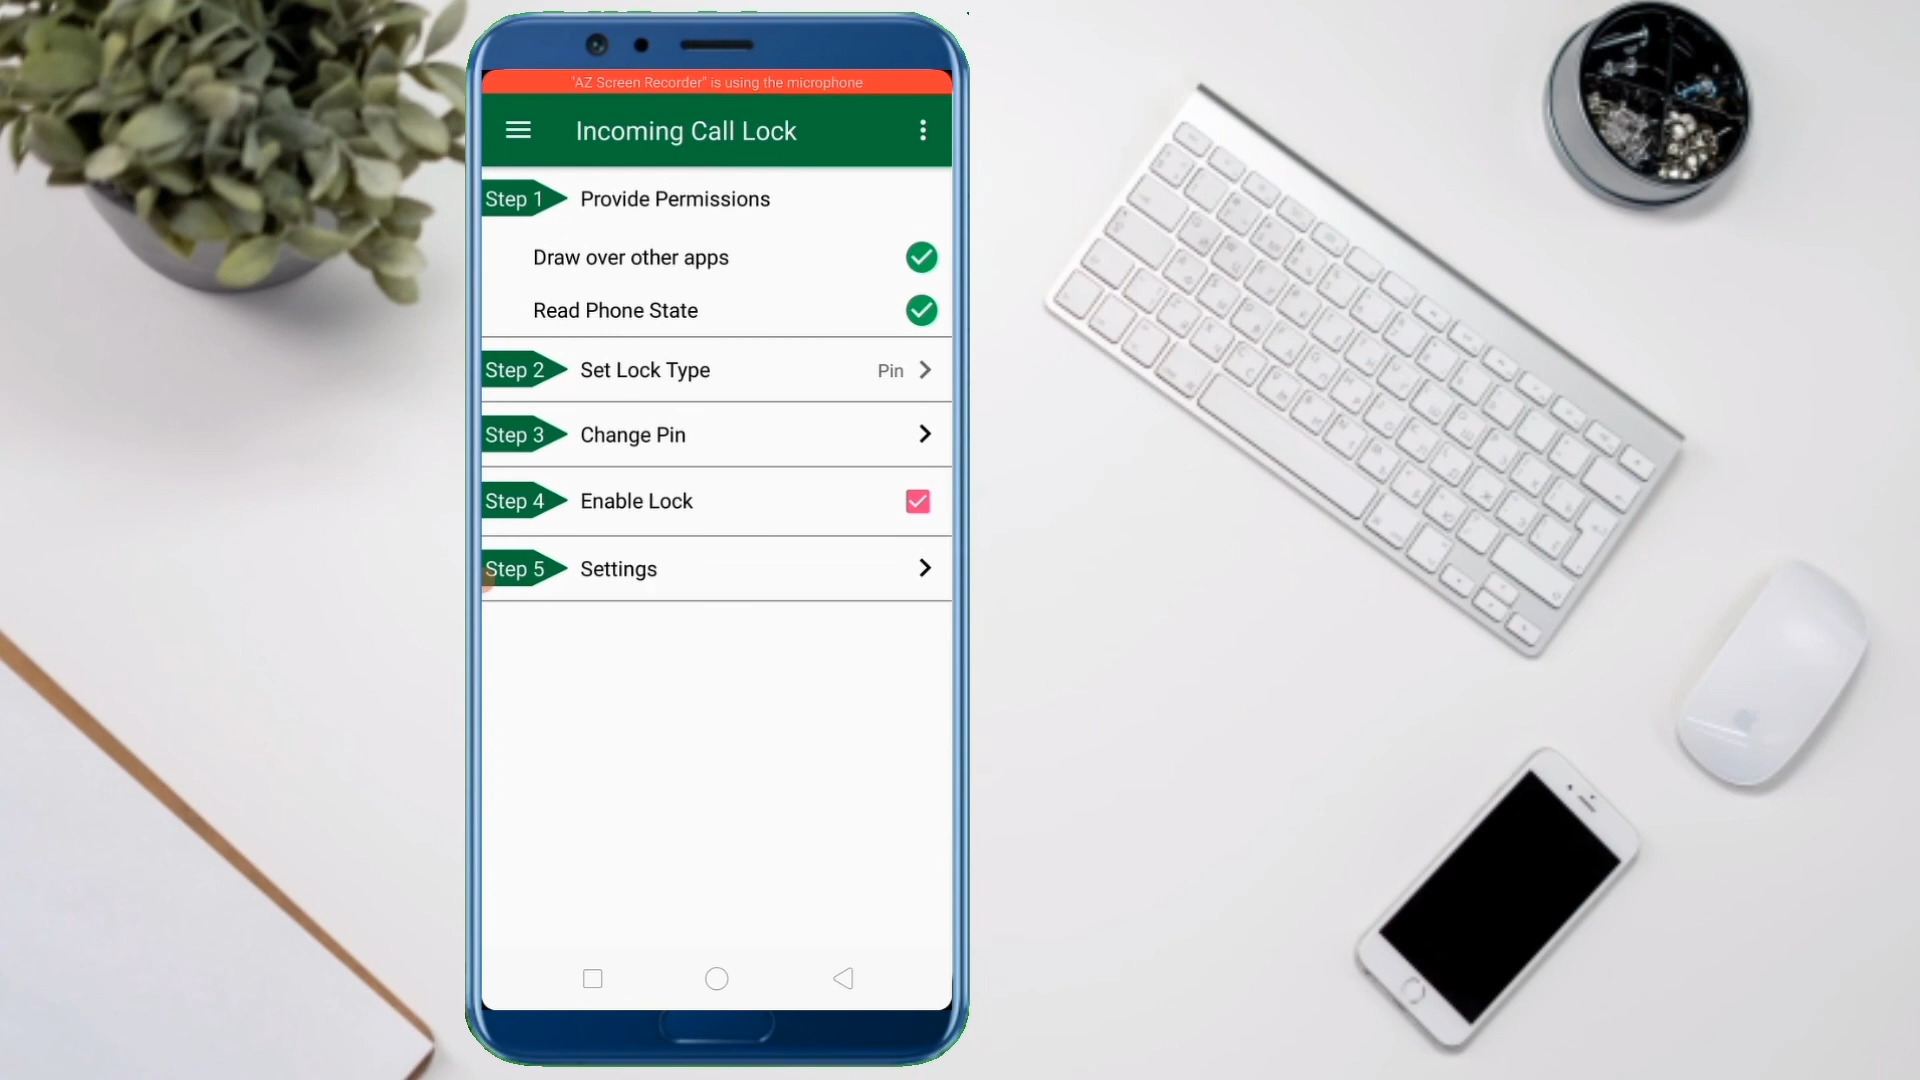 "AZ Screen Recorder" is using the microphone
Incoming Call Lock
Step 1 Provide Permissions
Draw over other apps
Read Phone State
Step 2 Set Lock Type Pin
Step 3 Change Pin
Step 4 Enable Lock
Step 5 Settings